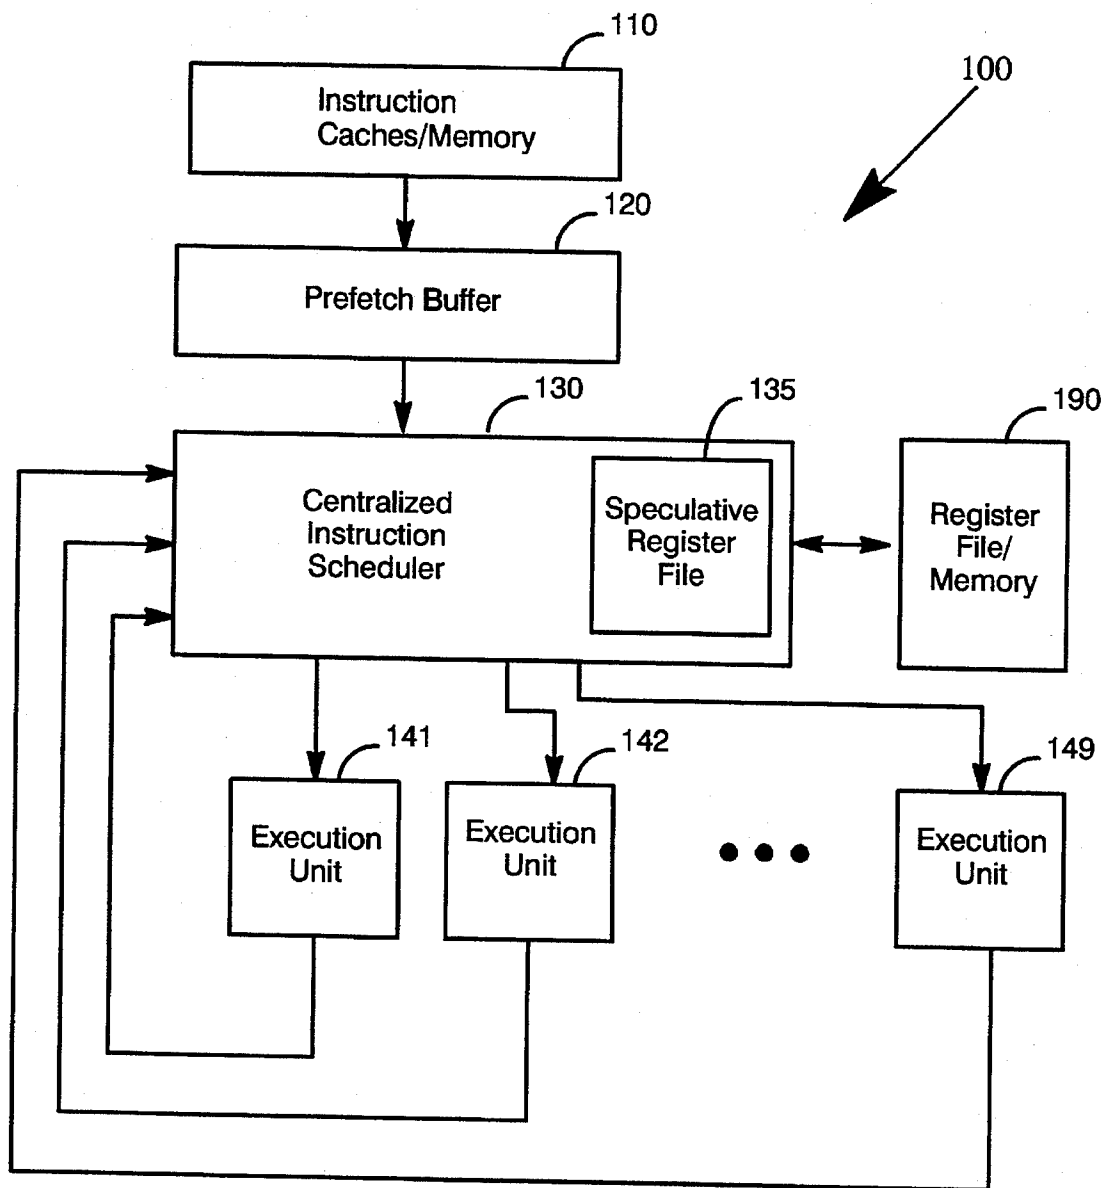 110
100
Instruction
Caches/Memory
120
Prefetch Buffer
130
135
190
Centralized
Instruction
Scheduler
Speculative
Register
File
Register
File/
Memory
141
142
149
Execution
Unit
Execution
Unit
Execution
Unit